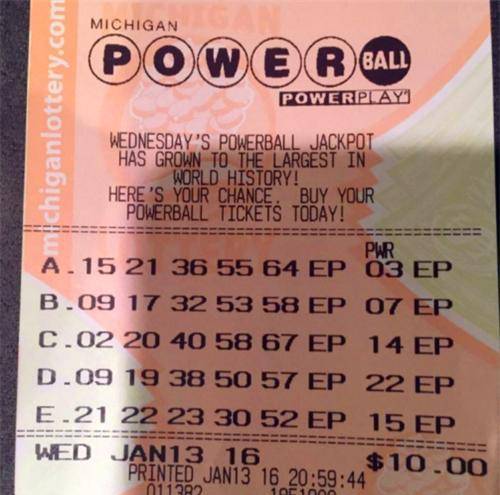 michiganlottery.com
MICHIGAN
POWERBALL
POWERPLAY
WEDNESDAY'S POWERBALL JACKPOT
HAS GROWN TO THE LARGEST IN
WORLD HISTORY!
HERE'S YOUR CHANCE. BUY YOUR
POWERBALL TICKETS TODAY!
PWR
A.15 21 36 55 64 EP 03 EP
B.09 17 32 53 58 EP 07 EP
C.02 20 40 58 67 EP 14 EP
D.09 19 38 50 57 EP 22 EP
E.21 22 23 30 52 EP 15 EP
WED JAN13 16 $10.00
PRINTED JAN13 16 20:59:44